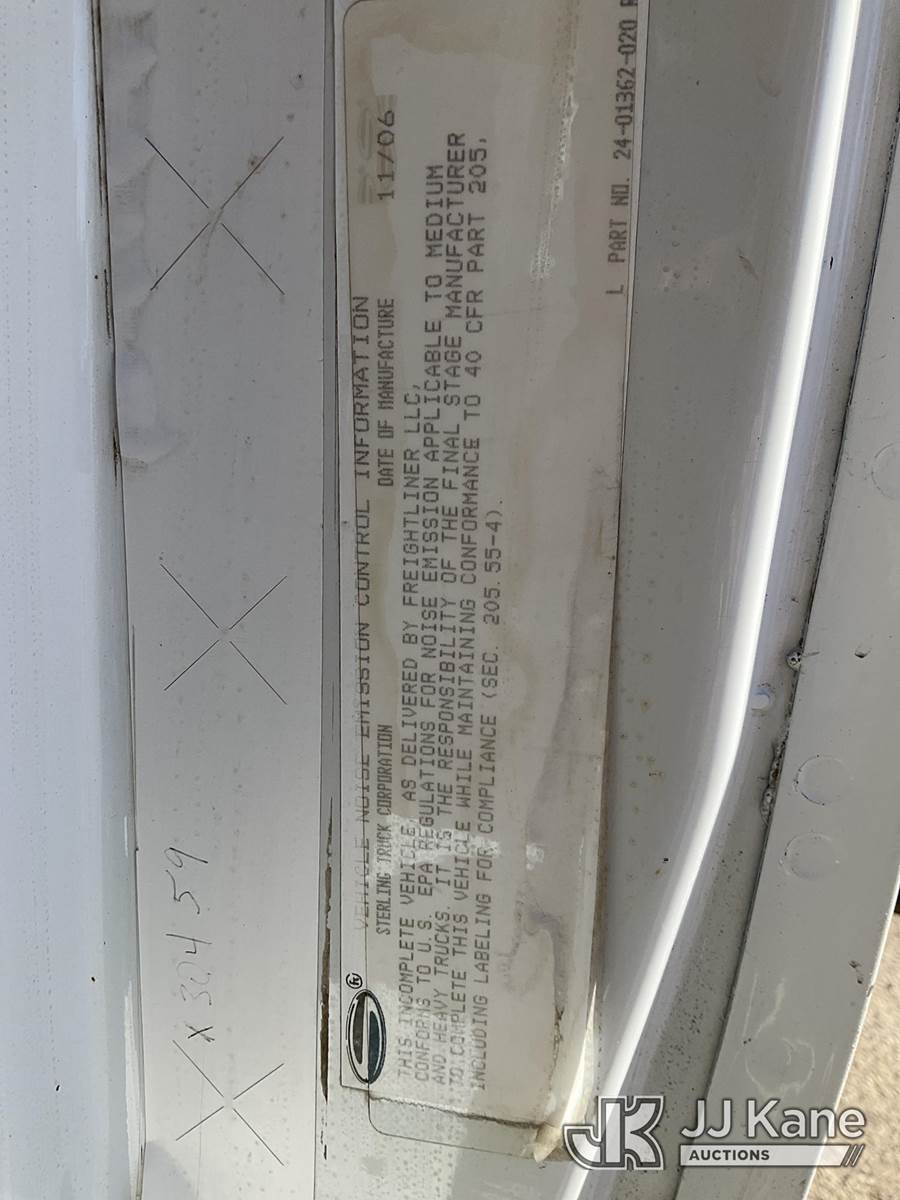 VEHICLE NOISE EMISSION CONTROL INFORMATION
STERLING TRUCK CORPORATION DATE OF MANUFACTURE 11/06
THIS INCOMPLETE VEHICLE, AS DELIVERED BY FREIGHTLINER LLC,
CONFORMS TO U.S. EPA REGULATIONS FOR NOISE EMISSION APPLICABLE TO MEDIUM
AND HEAVY TRUCKS. IT IS THE RESPONSIBILITY OF THE FINAL STAGE MANUFACTURER
TO COMPLETE THIS VEHICLE WHILE MAINTAINING CONFORMANCE TO 40 CFR PART 205,
INCLUDING LABELING FOR COMPLIANCE (SEC. 205.55-4).
L PART NO. 24-01362-020
X30459
JJ Kane
AUCTIONS